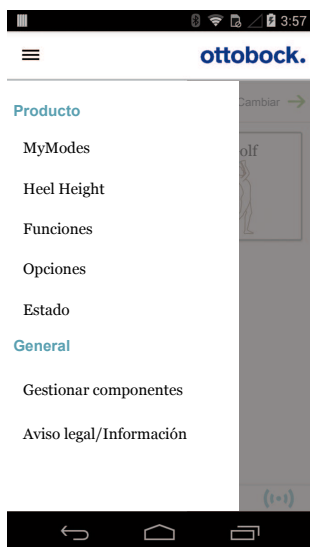 3:57
ottobock.
Producto
Cambiar
olf
MyModes
Heel Height
Funciones
Opciones
Estado
General
Gestionar componentes
Aviso legal/Información